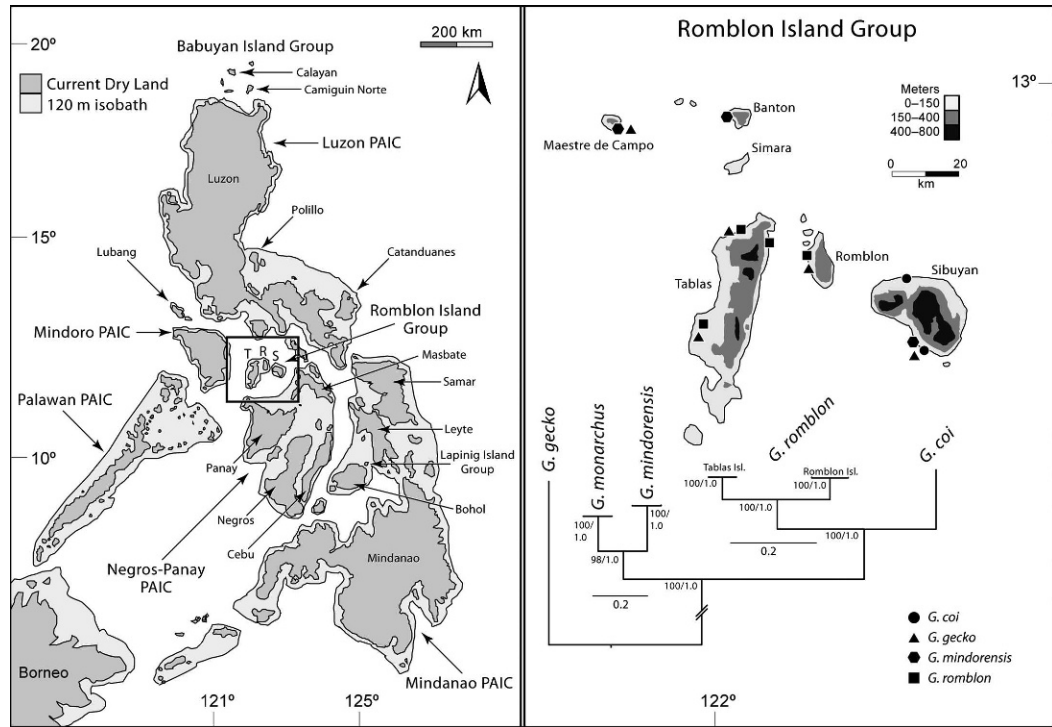 Babuyan Island Group
200 km
20º
Current Dry Land
120 m isobath
Calayan
Camiguin Norte
Luzon PAIC
Luzon
Polillo
15º
Lubang
Catanduanes
Mindoro PAIC
Romblon Island
Group
T R S
Masbate
Samar
Palawan PAIC
Leyte
10º
Panay
Lapinig Island
Group
Negros
Bohol
Cebu
Negros-Panay
PAIC
Mindanao
Borneo
Mindanao PAIC
121º
125º
Romblon Island Group
13º
Meters
0–150
150–400
400–800
0 20
km
Banton
Maestre de Campo
Simara
Romblon
Tablas
Sibuyan
G. gecko
G. monarchus
G. mindorensis
G. romblon
G. coi
Tablas Isl.
Romblon Isl.
100/1.0
100/1.0
100/
1.0
100/
1.0
100/1.0
100/1.0
98/1.0
0.2
100/1.0
0.2
G. coi
G. gecko
G. mindorensis
G. romblon
122º